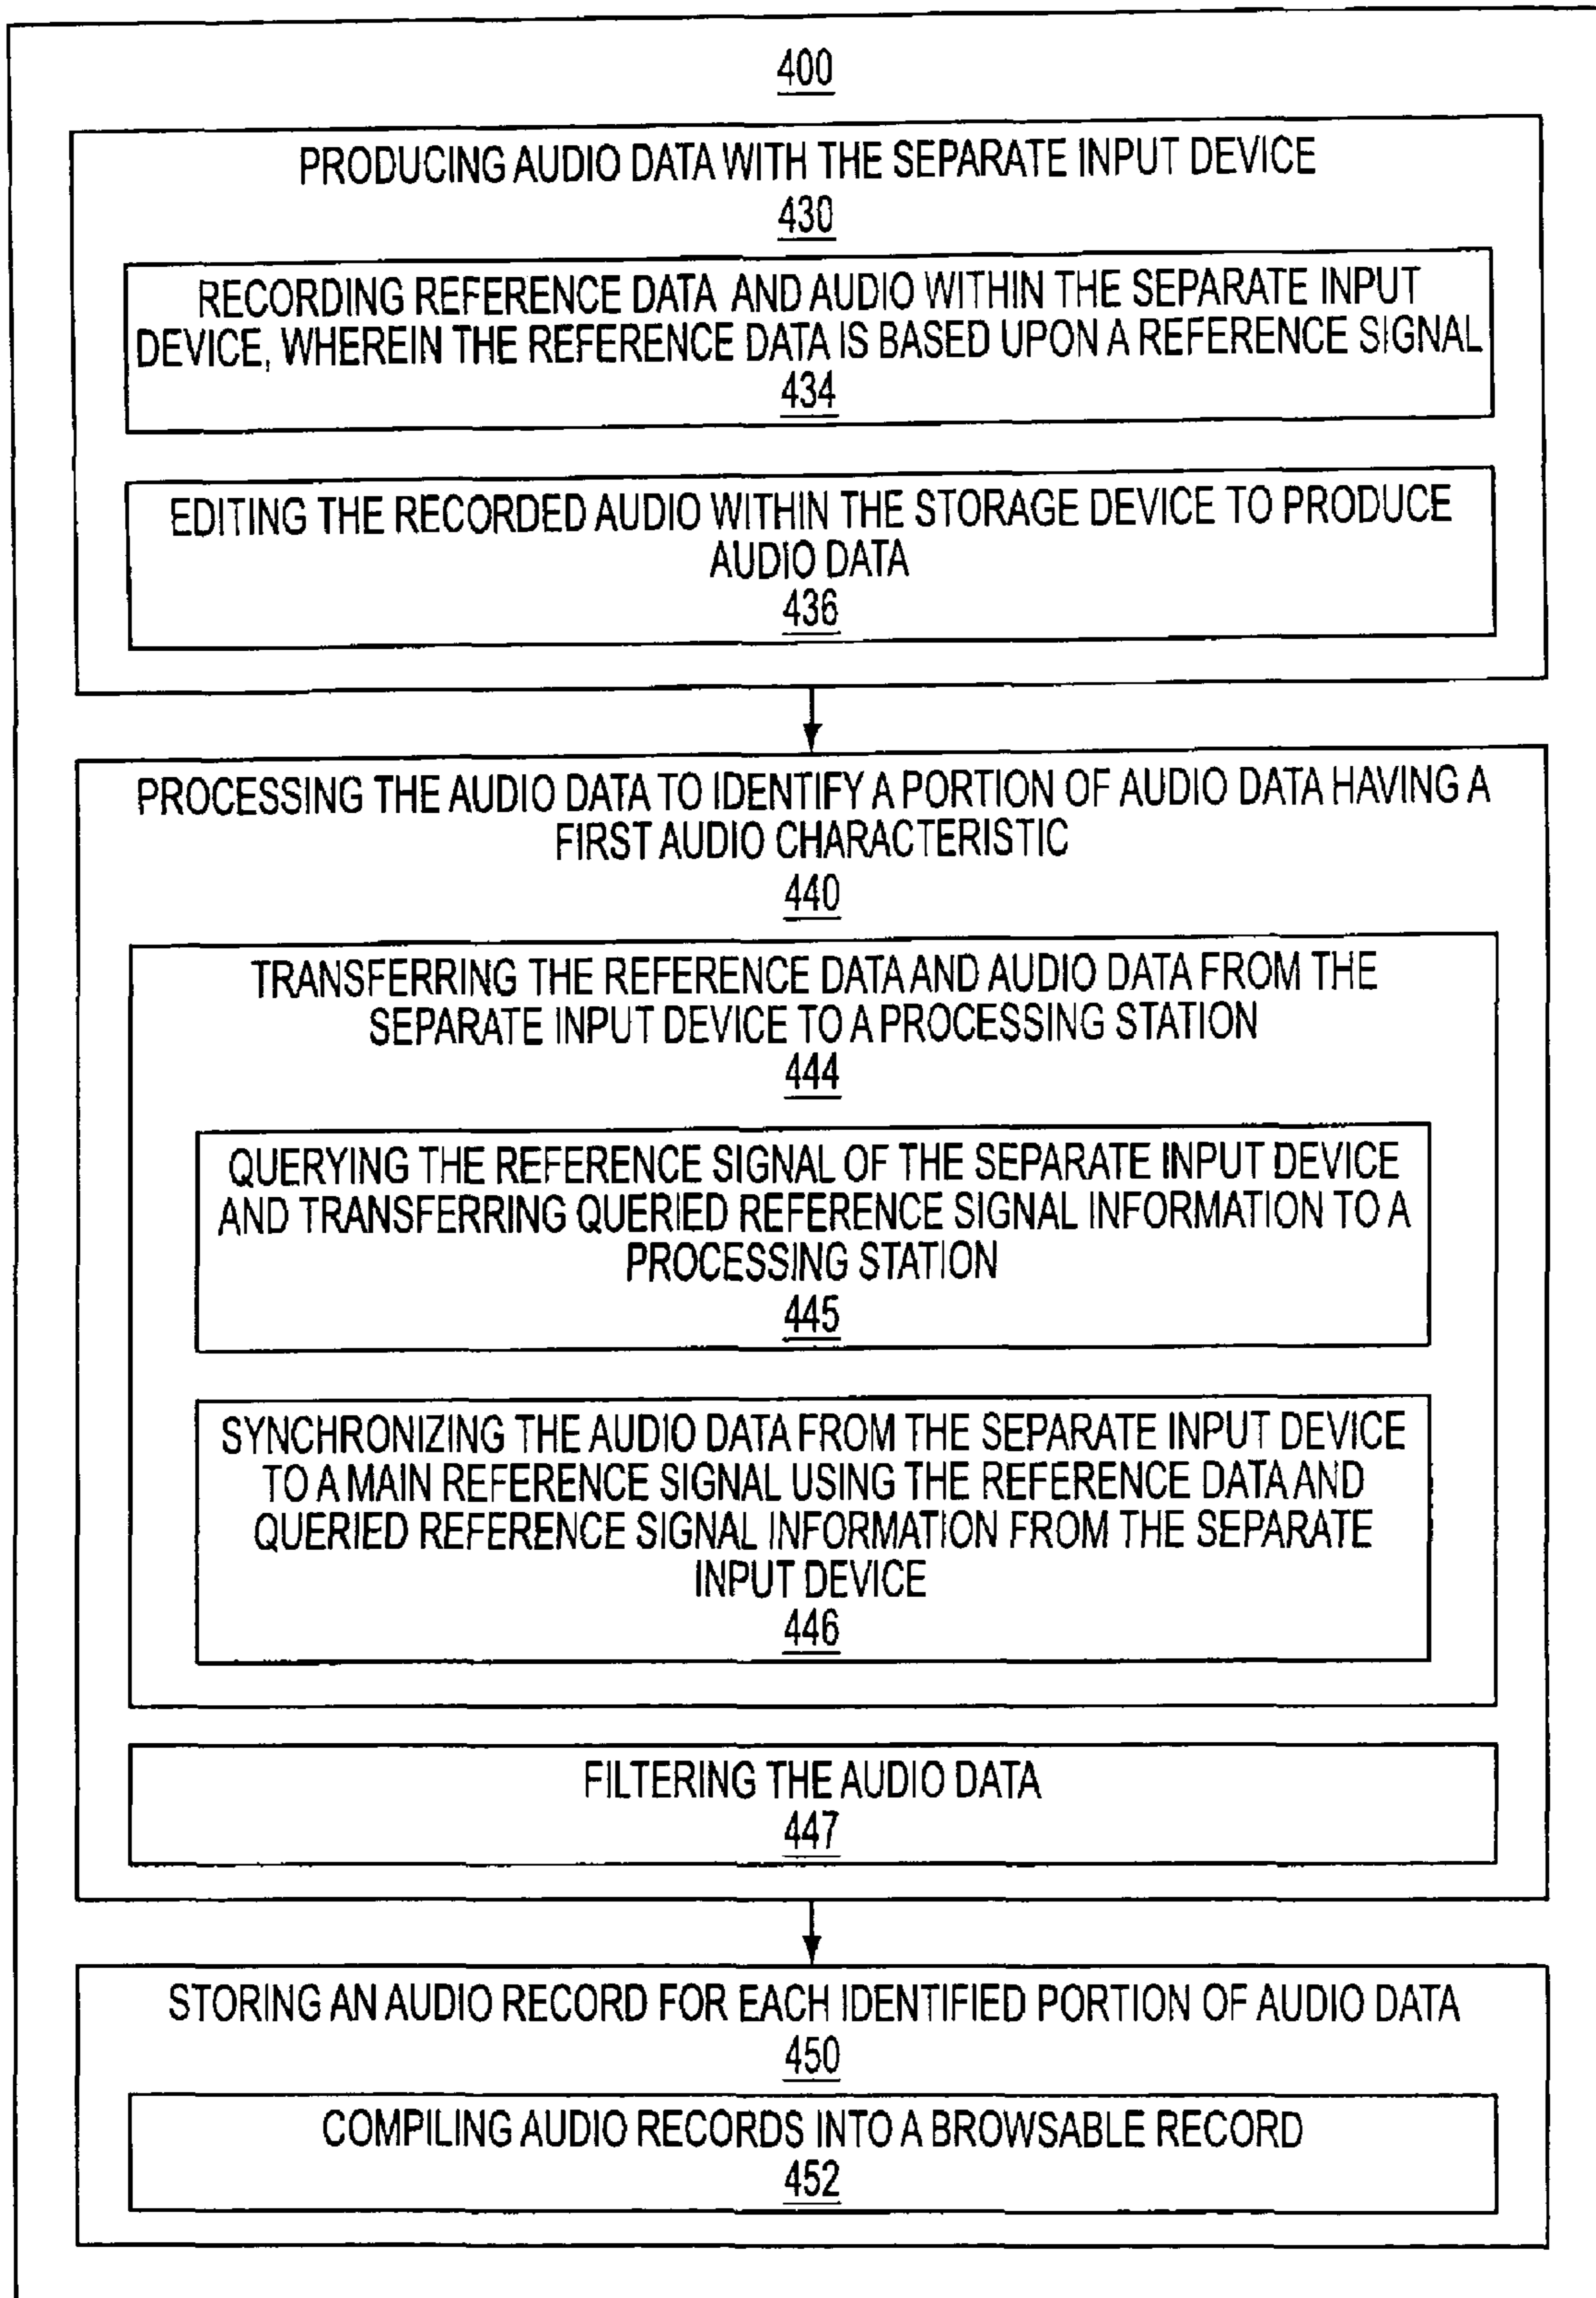 400
PRODUCING AUDIO DATA WITH THE SEPARATE INPUT DEVICE
430
RECORDING REFERENCE DATA AND AUDIO WITHIN THE SEPARATE INPUT
DEVICE, WHEREIN THE REFERENCE DATA IS BASED UPON A REFERENCE SIGNAL
434
EDITING THE RECORDED AUDIO WITHIN THE STORAGE DEVICE TO PRODUCE
AUDIO DATA
436
PROCESSING THE AUDIO DATA TO IDENTIFY A PORTION OF AUDIO DATA HAVING A
FIRST AUDIO CHARACTERISTIC
440
TRANSFERRING THE REFERENCE DATA AND AUDIO DATA FROM THE
SEPARATE INPUT DEVICE TO A PROCESSING STATION
444
QUERYING THE REFERENCE SIGNAL OF THE SEPARATE INPUT DEVICE
AND TRANSFERRING QUERIED REFERENCE SIGNAL INFORMATION TO A
PROCESSING STATION
445
SYNCHRONIZING THE AUDIO DATA FROM THE SEPARATE INPUT DEVICE
TO A MAIN REFERENCE SIGNAL USING THE REFERENCE DATA AND
QUERIED REFERENCE SIGNAL INFORMATION FROM THE SEPARATE
INPUT DEVICE
446
FILTERING THE AUDIO DATA
447
STORING AN AUDIO RECORD FOR EACH IDENTIFIED PORTION OF AUDIO DATA
450
COMPILING AUDIO RECORDS INTO A BROWSABLE RECORD
452